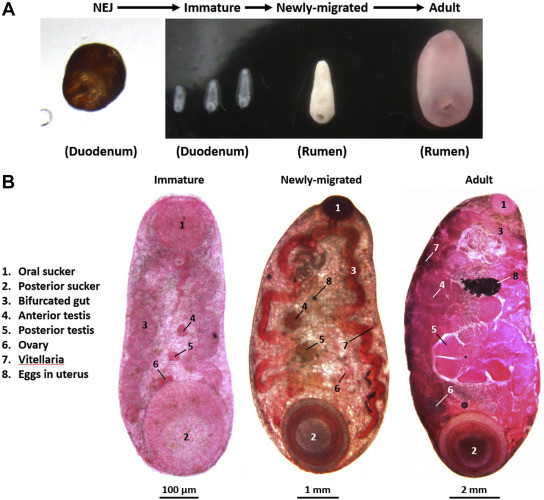 A
NEJ Immature Newly-migrated Adult
(Duodenum) (Duodenum) (Rumen) (Rumen)
B
Immature Newly-migrated Adult
1. Oral sucker
2. Posterior sucker
3. Bifurcated gut
4. Anterior testis
5. Posterior testis
6. Ovary
7. Vitellaria
8. Eggs in uterus
1
3
4
5
6
2
1
3
8
4
5
7
6
2
1
3
7
4
8
5
6
2
100 µm 1 mm 2 mm